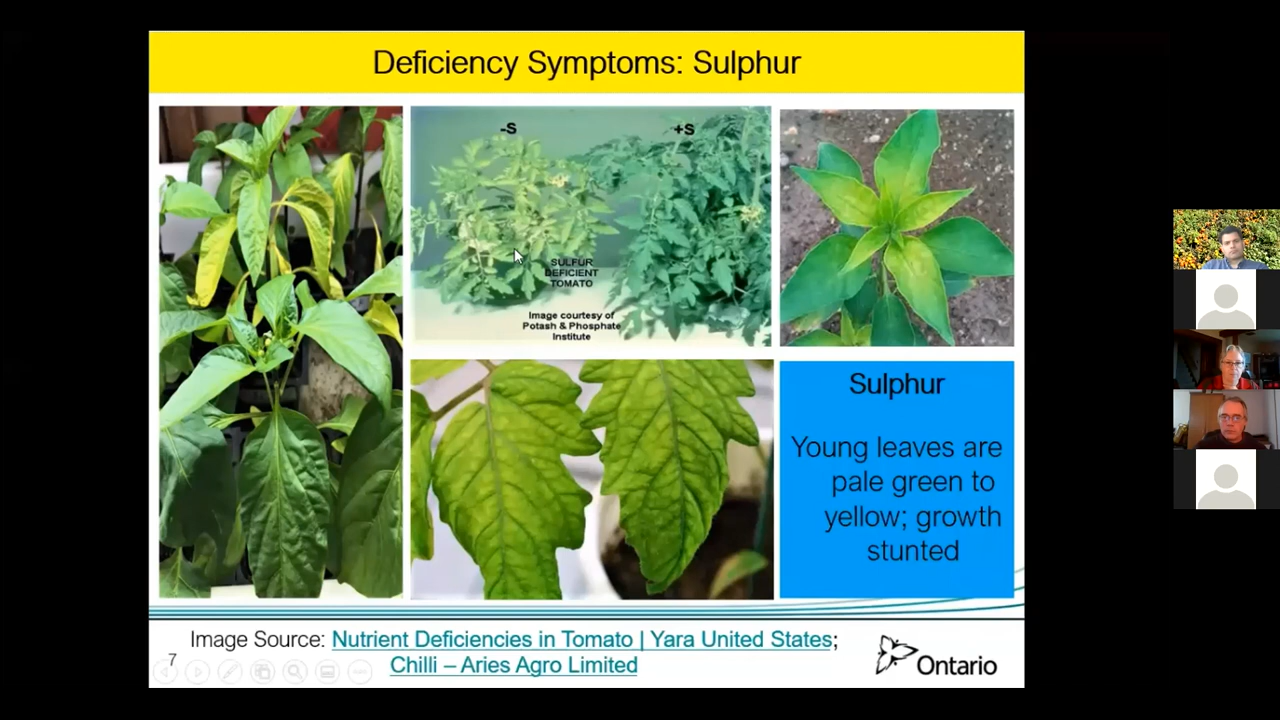 Deficiency Symptoms: Sulphur
-S
+S
SULFUR
DEFICIENT
TOMATO
Image courtesy of
Potash & Phosphate
Institute
Sulphur
Young leaves are
pale green to
yellow; growth
stunted
Image Source: Nutrient Deficiencies in Tomato | Yara United States;
Chilli – Aries Agro Limited
7
Ontario